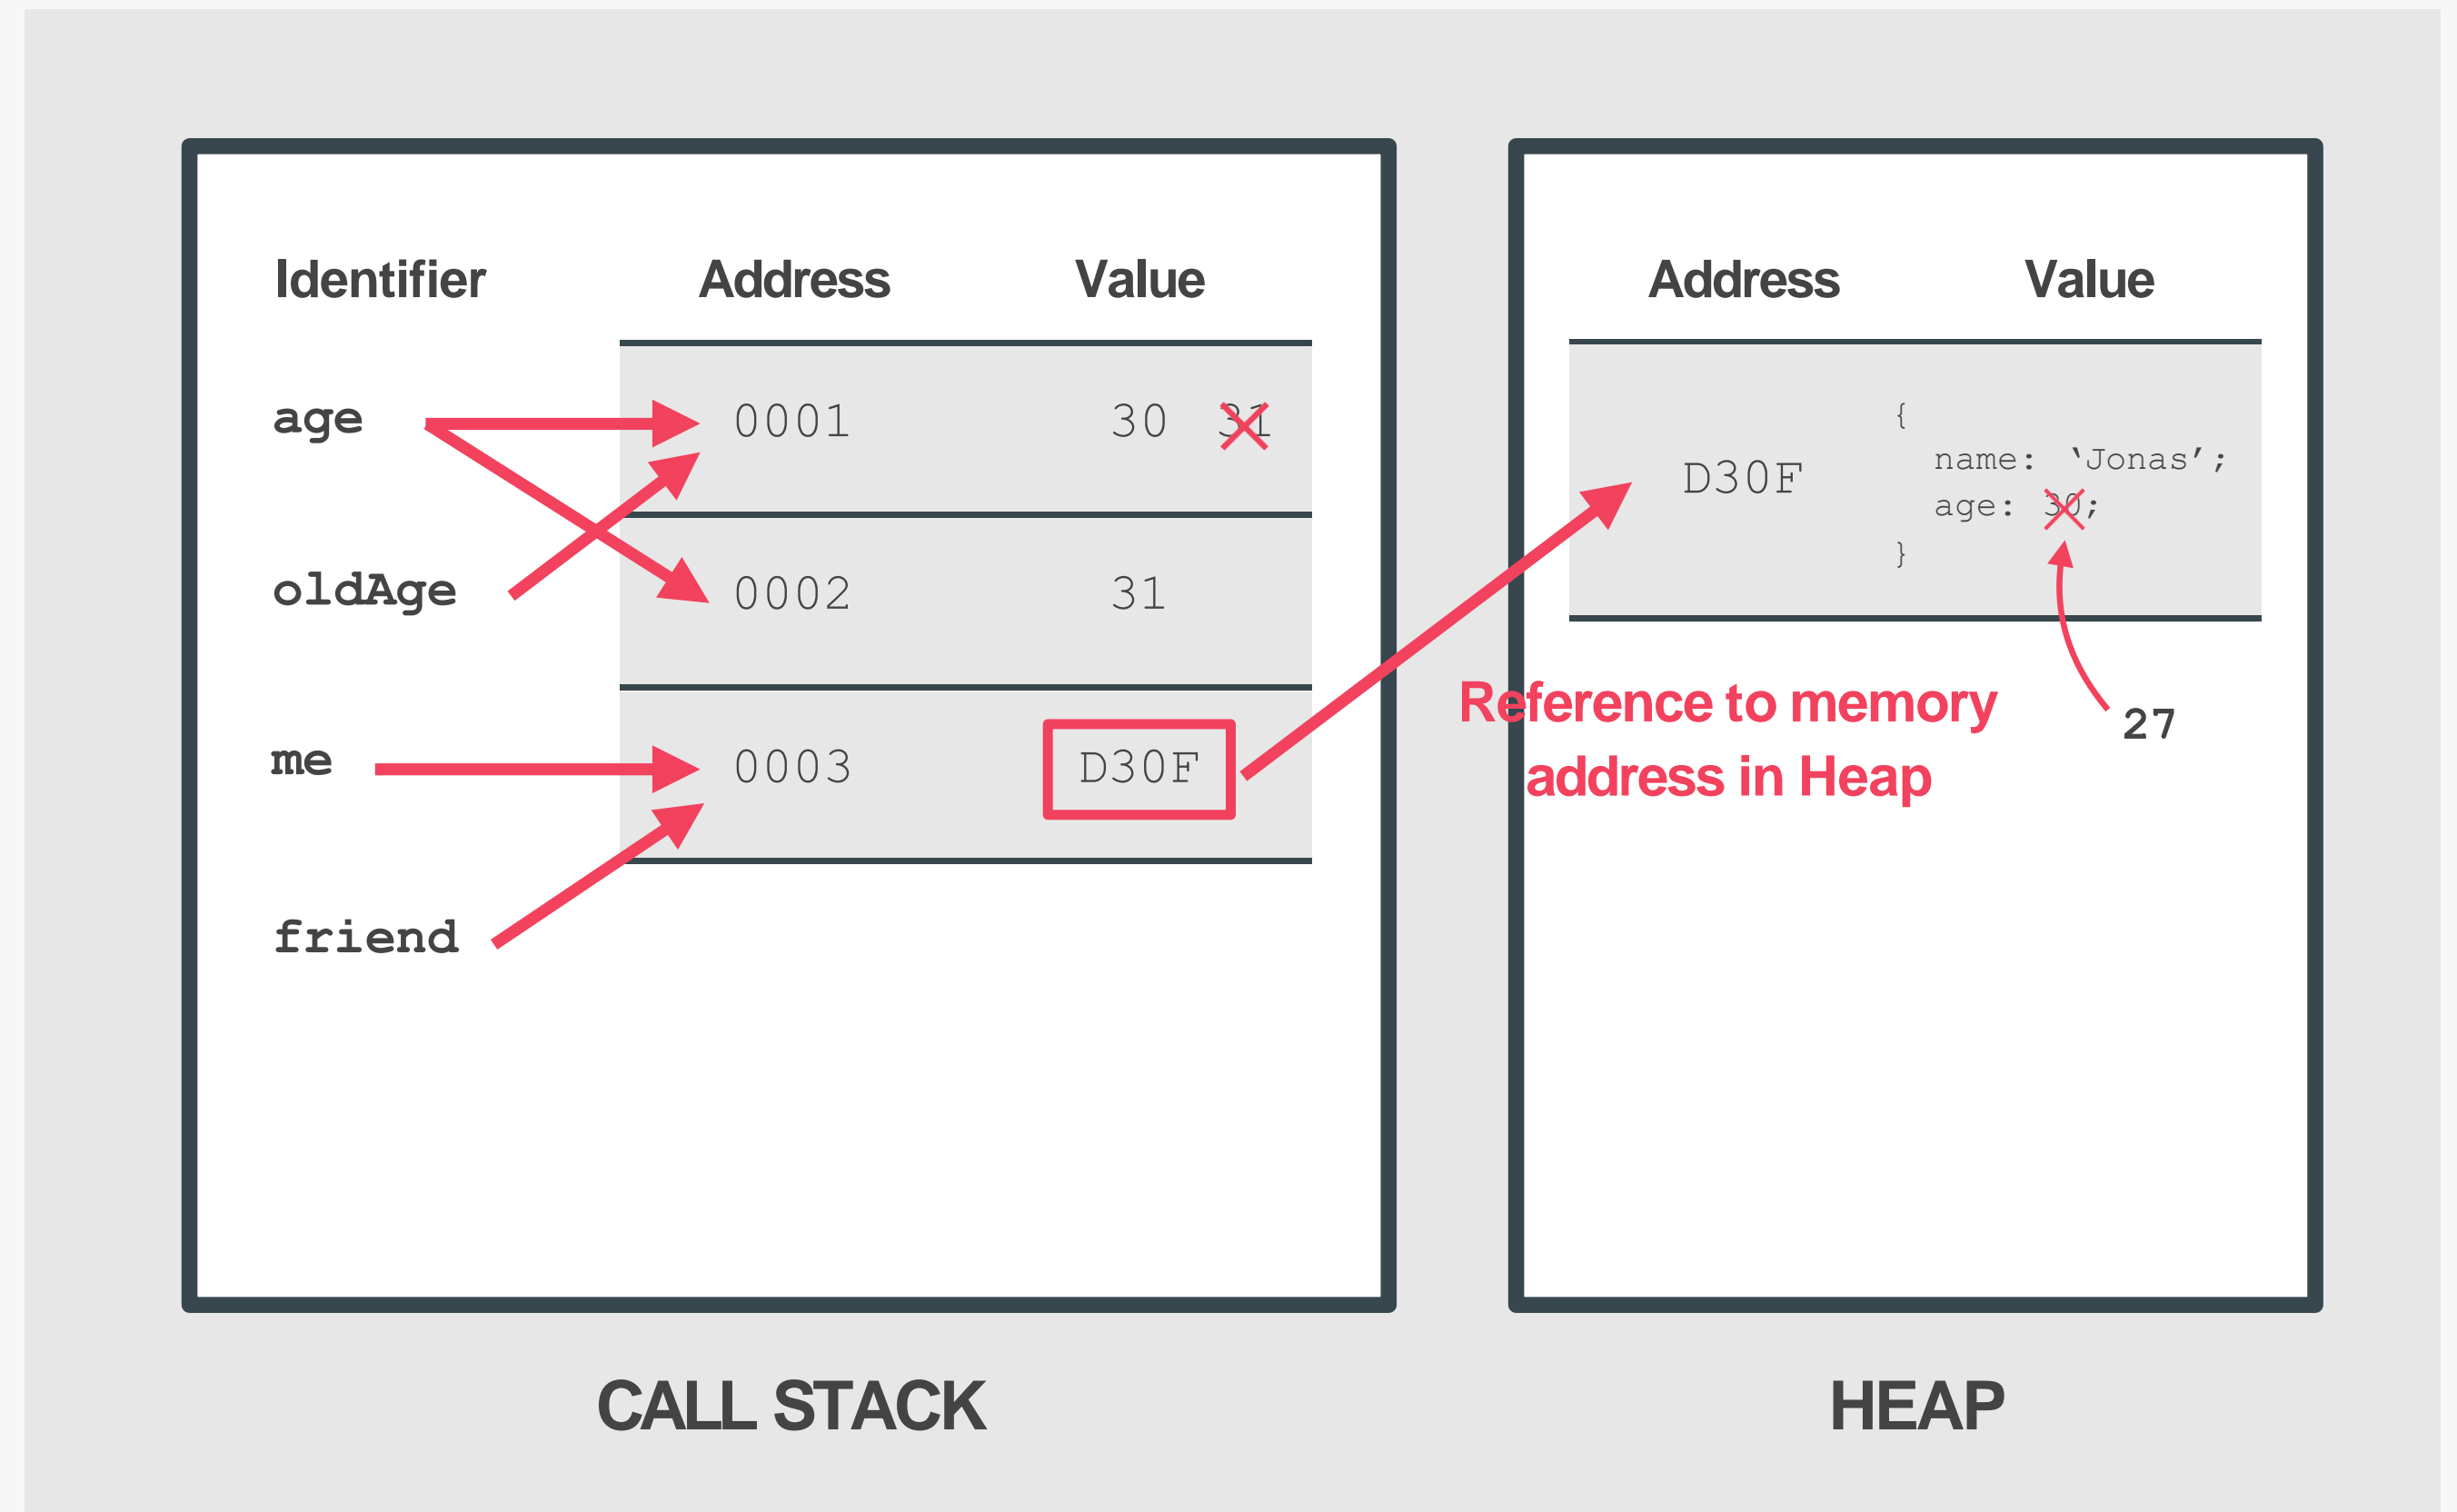 Identifier Address Value
age 0001 30 31
oldAge 0002 31
me 0003 D30F
friend
CALL STACK
Address Value
D30F
{
name: ‘Jonas’;
age: 30;
}
27
Reference to memory
address in Heap
HEAP